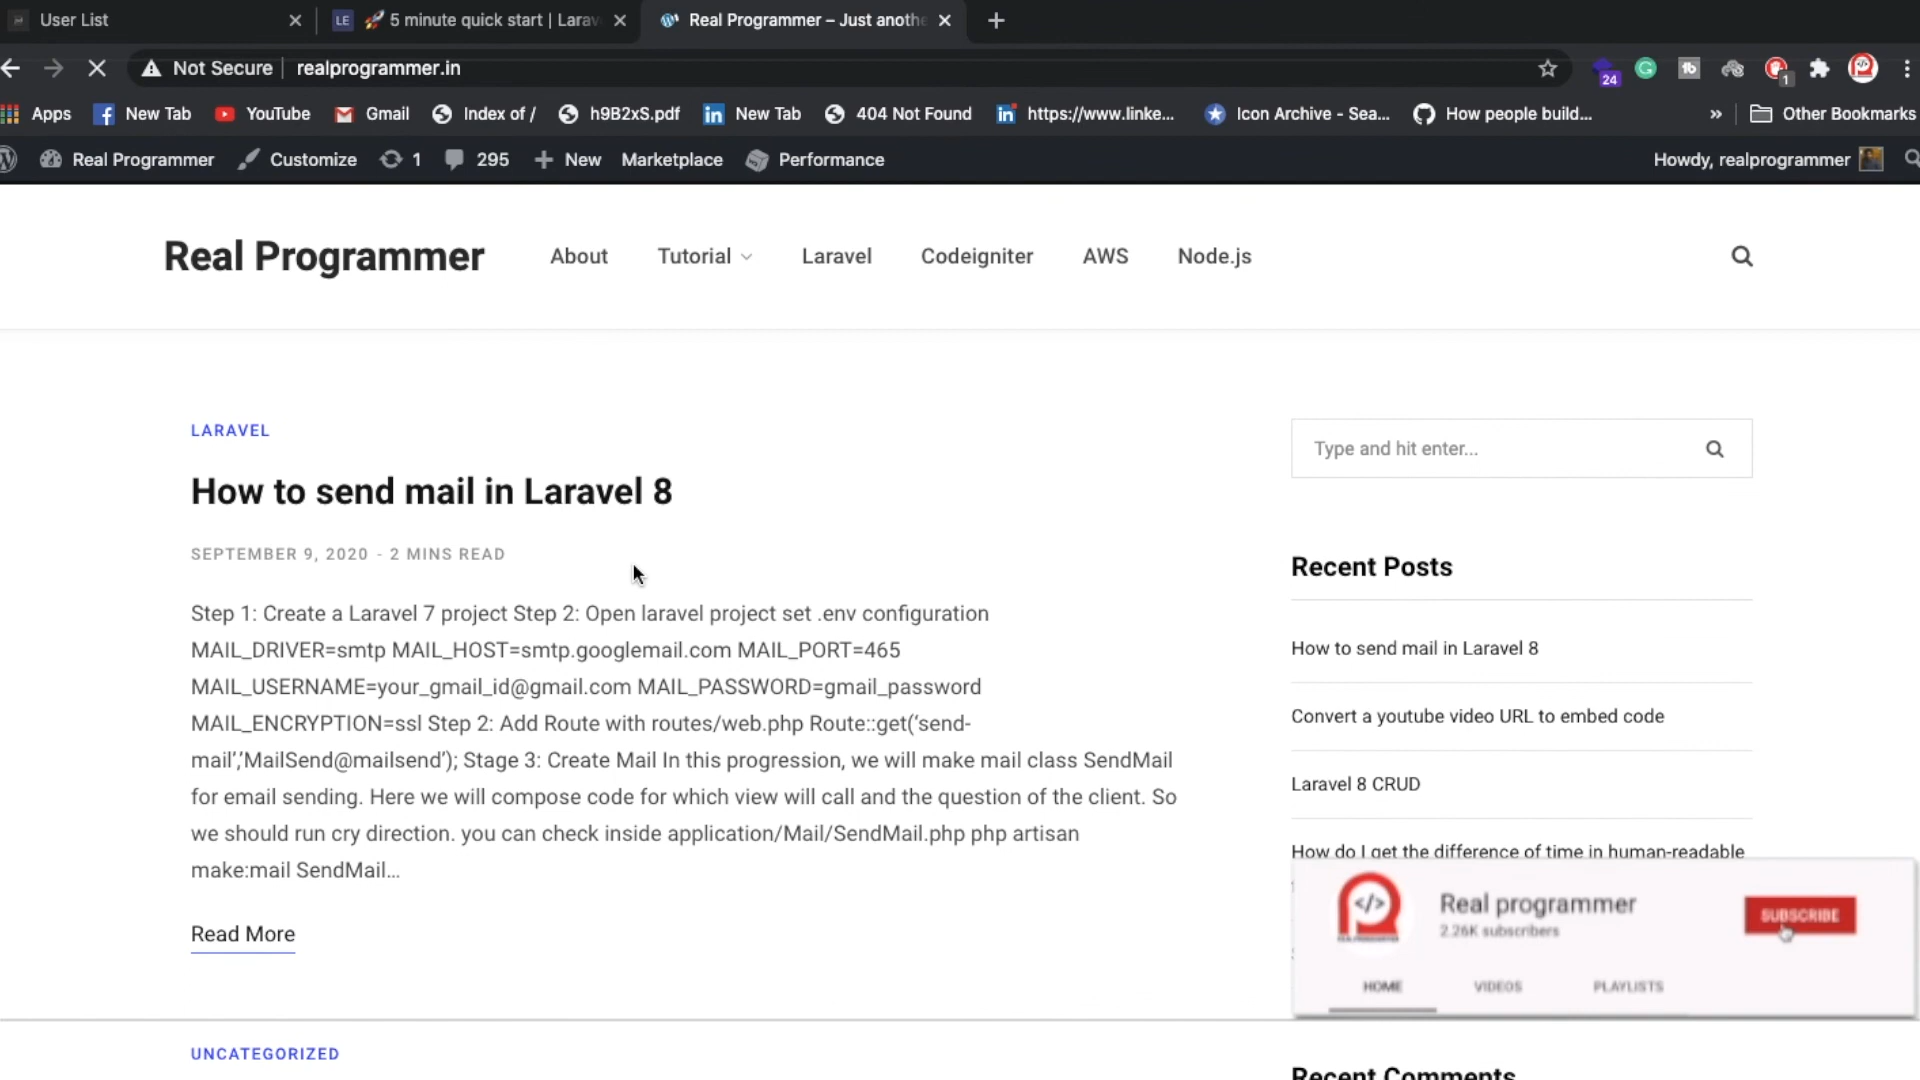 User List
LE 🚀 5 minute quick start | Larav
Real Programmer – Just anothe
Not Secure realprogrammer.in
24
1
Apps
New Tab
YouTube
Gmail
Index of /
h9B2xS.pdf
New Tab
404 Not Found
https://www.linke...
Icon Archive - Sea...
How people build...
»
Other Bookmarks
Real Programmer
Customize
1
295
New
Marketplace
Performance
Howdy, realprogrammer
Real Programmer
About
Tutorial
Laravel
Codeigniter
AWS
Node.js
LARAVEL
How to send mail in Laravel 8
SEPTEMBER 9, 2020 - 2 MINS READ
Step 1: Create a Laravel 7 project Step 2: Open laravel project set .env configuration
MAIL_DRIVER=smtp MAIL_HOST=smtp.googlemail.com MAIL_PORT=465
MAIL_USERNAME=your_gmail_id@gmail.com MAIL_PASSWORD=gmail_password
MAIL_ENCRYPTION=ssl Step 2: Add Route with routes/web.php Route::get(‘send-
mail’,’MailSend@mailsend’); Stage 3: Create Mail In this progression, we will make mail class SendMail
for email sending. Here we will compose code for which view will call and the question of the client. So
we should run cry direction. you can check inside application/Mail/SendMail.php php artisan
make:mail SendMail…
Read More
UNCATEGORIZED
Type and hit enter...
Recent Posts
How to send mail in Laravel 8
Convert a youtube video URL to embed code
Laravel 8 CRUD
How do I get the difference of time in human-readable
</>
Real programmer
2.26K subscribers
SUBSCRIBE
HOME
VIDEOS
PLAYLISTS
Recent Comments